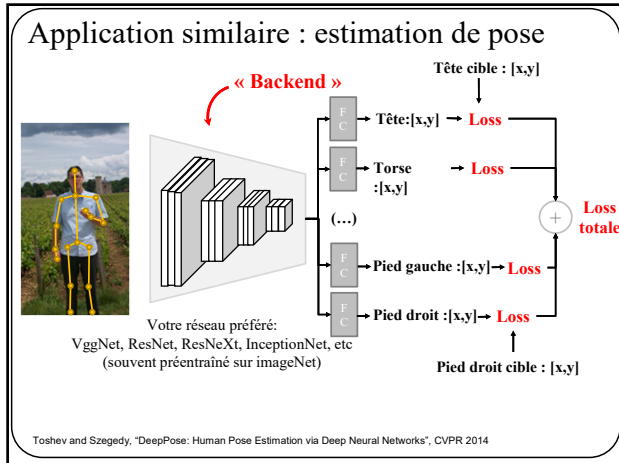 Application similaire : estimation de pose
Tête cible : [x,y]
« Backend »
F
C
Tête:[x,y]
Loss
F
C
Torse
:[x,y]
Loss
(…)
+
Loss
totale
F
C
Pied gauche :[x,y]
Loss
F
C
Pied droit :[x,y]
Loss
Votre réseau préféré:
VggNet, ResNet, ResNeXt, InceptionNet, etc
(souvent préentraîné sur imageNet)
Pied droit cible : [x,y]
Toshev and Szegedy, “DeepPose: Human Pose Estimation via Deep Neural Networks”, CVPR 2014